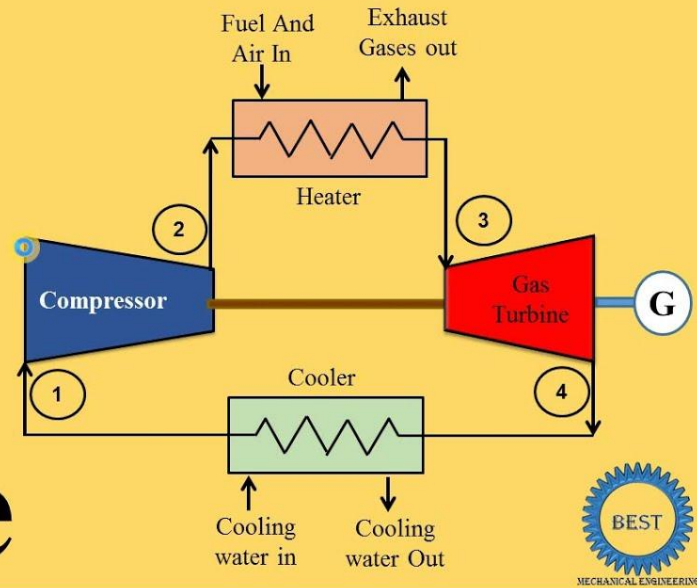 Fuel And
Air In
Exhaust
Gases out
Heater
2
3
Compressor
Gas
Turbine
G
1
Cooler
4
Cooling
water in
Cooling
water Out
e
BEST
MECHANICAL ENGINEERING